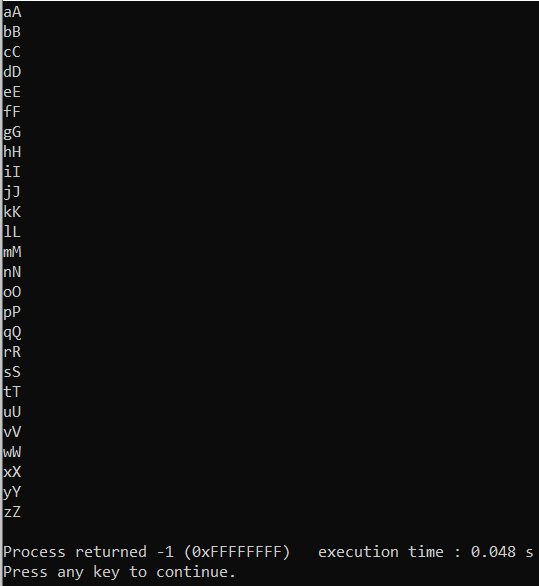 aA
bB
cC
dD
eE
fF
gG
hH
iI
jJ
kK
lL
mM
nN
oO
pP
qQ
rR
sS
tT
uU
vV
wW
xX
yY
zZ
Process returned -1 (0xFFFFFFFF)   execution time : 0.048 s
Press any key to continue.